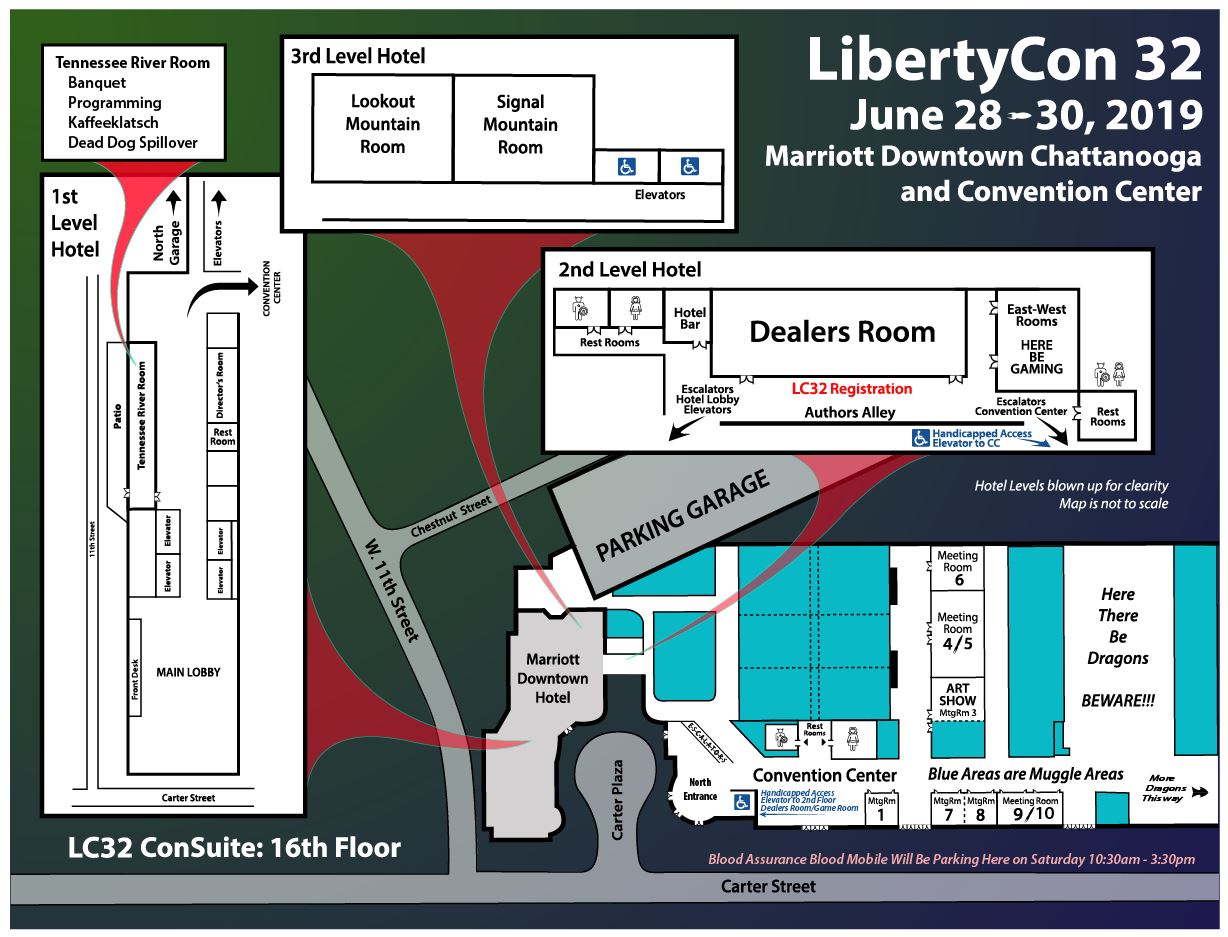 LibertyCon 32
June 28 - 30, 2019
Marriott Downtown Chattanooga
and Convention Center
Tennessee River Room
Banquet
Programming
Kaffeeklatsch
Dead Dog Spillover
3rd Level Hotel
Lookout
Mountain
Room
Signal
Mountain
Room
Elevators
1st
Level
Hotel
North
Garage
Elevators
CONVENTION
CENTER
Patio
Tennessee River Room
Director's Room
Rest
Room
11th Street
Elevator
Elevator
Elevator
Elevator
Front Desk
MAIN LOBBY
Carter Street
2nd Level Hotel
Rest Rooms
Hotel
Bar
Dealers Room
East-West
Rooms
HERE
BE
GAMING
Escalators
Hotel Lobby
Elevators
LC32 Registration
Authors Alley
Escalators
Convention Center
Handicapped Access
Elevator to CC
Rest
Rooms
Hotel Levels blown up for clearity
Map is not to scale
Chestnut Street
W. 11th Street
PARKING GARAGE
Marriott
Downtown
Hotel
Carter Plaza
ESCALATORS
North
Entrance
Rest
Rooms
Convention Center
Handicapped Access
Elevator to 2nd Floor
Dealers Room/Game Room
Meeting
Room
6
Meeting
Room
4/5
ART
SHOW
MtgRm 3
Here
There
Be
Dragons
BEWARE!!!
Blue Areas are Muggle Areas
More
Dragons
This way
MtgRm
1
MtgRm
7
MtgRm
8
Meeting Room
9/10
LC32 ConSuite: 16th Floor
Blood Assurance Blood Mobile Will Be Parking Here on Saturday 10:30am - 3:30pm
Carter Street